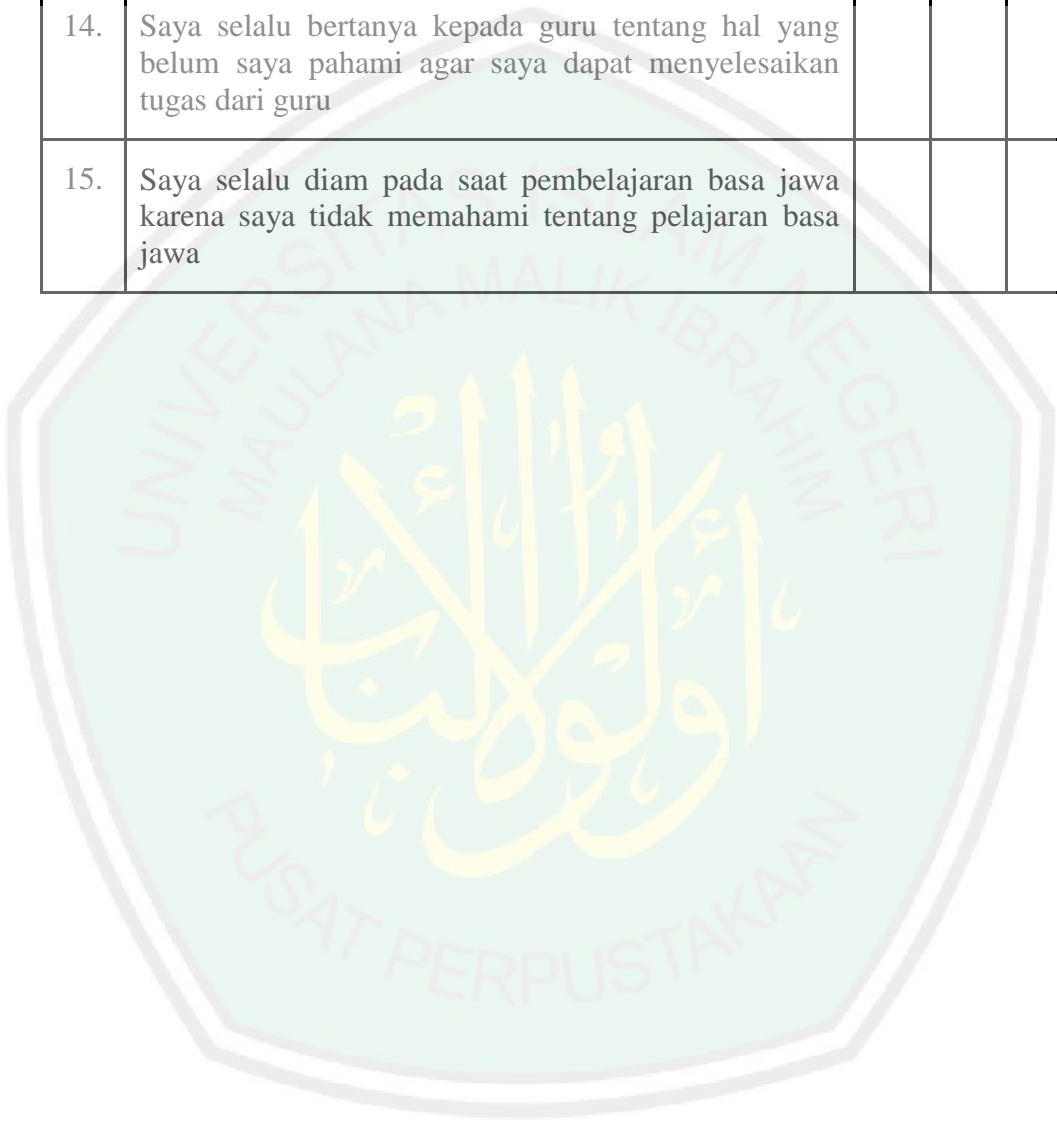 14. Saya selalu bertanya kepada guru tentang hal yang
belum saya pahami agar saya dapat menyelesaikan
tugas dari guru
15. Saya selalu diam pada saat pembelajaran basa jawa
karena saya tidak memahami tentang pelajaran basa
jawa
UNIVERSITAS ISLAM NEGERI
MAULANA MALIK IBRAHIM
أولوا الألباب
PUSAT PERPUSTAKAAN